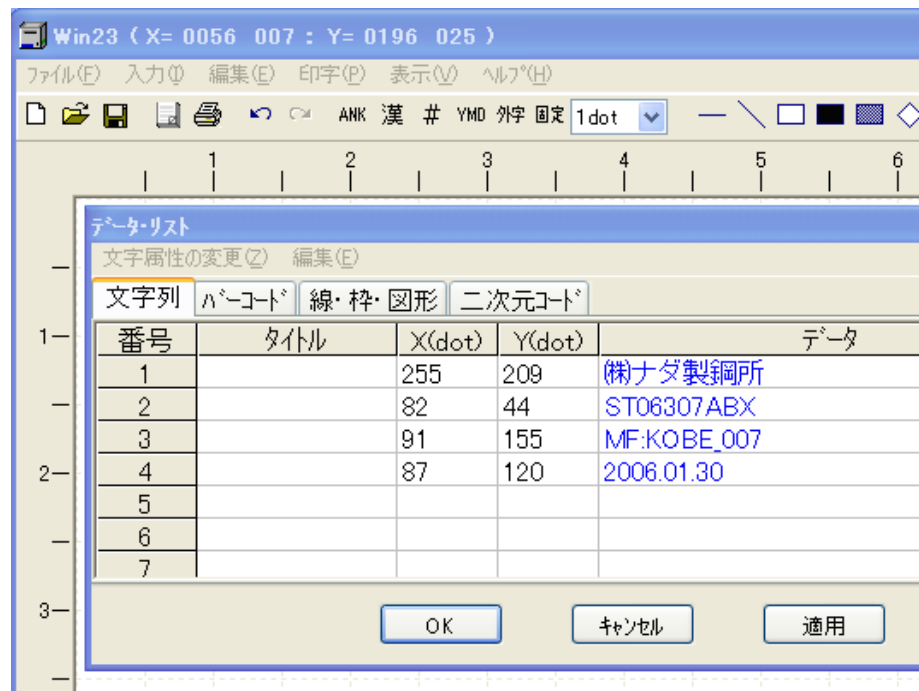 Win23 ( X= 0056 007 : Y= 0196 025 )
ﾌｧｲﾙ(F) 入力(I) 編集(E) 印字(P) 表示(V) ﾍﾙﾌﾟ(H)
ANK 漢 # YMD 外字 固定 1dot
1 2 3 4 5 6
ﾃﾞｰﾀ･ﾘｽﾄ
文字属性の変更(Z) 編集(E)
文字列 ﾊﾞｰｺｰﾄﾞ 線･枠･図形 二次元ｺｰﾄﾞ
番号 ﾀｲﾄﾙ X(dot) Y(dot) ﾃﾞｰﾀ
1 255 209 ㈱ナダ製鋼所
2 82 44 ST06307ABX
3 91 155 MF:KOBE_007
4 87 120 2006.01.30
5
6
7
OK ｷｬﾝｾﾙ 適用
1
2
3